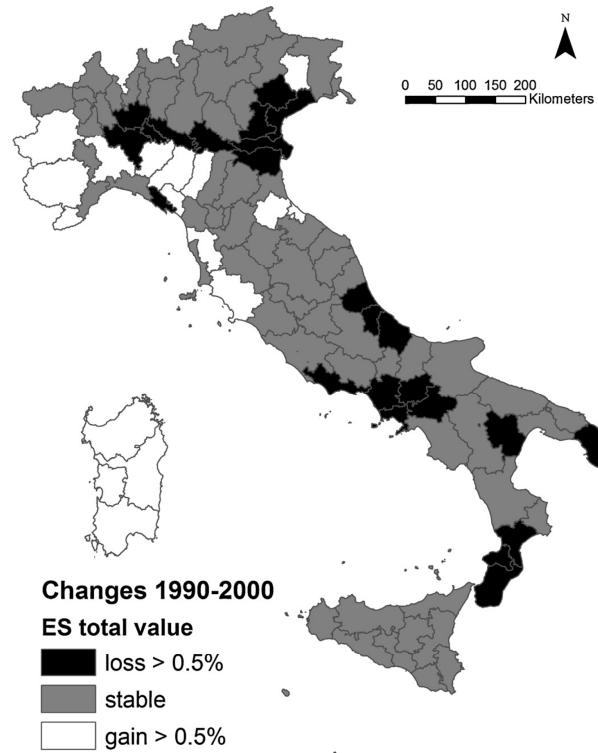 N
0 50 100 150 200
Kilometers
Changes 1990-2000
ES total value
loss > 0.5%
stable
gain > 0.5%